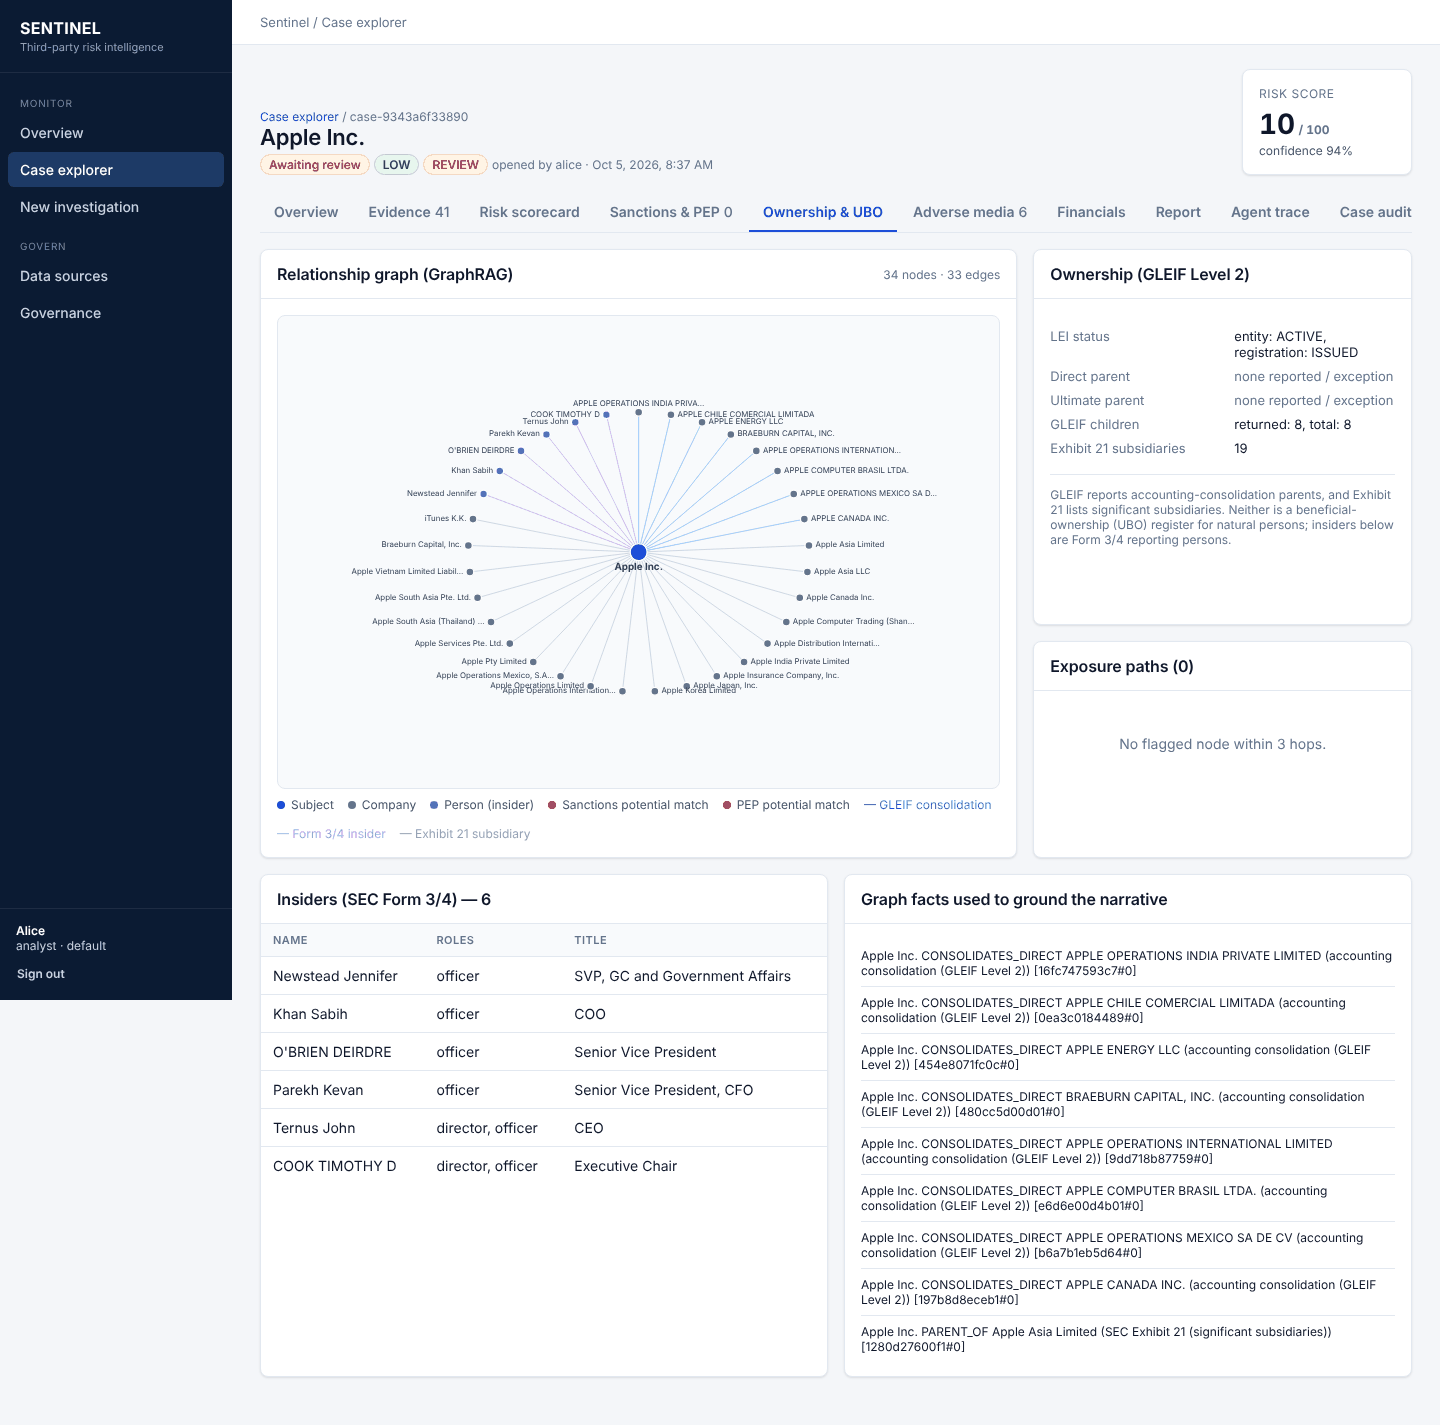 SENTINEL
Third-party risk intelligence
MONITOR
Overview
Case explorer
New investigation
GOVERN
Data sources
Governance
Alice
analyst · default
Sign out
Sentinel / Case explorer
Case explorer / case-9343a6f33890
Apple Inc.
Awaiting review LOW REVIEW opened by alice · Oct 5, 2026, 8:37 AM
RISK SCORE
10 / 100
confidence 94%
Overview Evidence 41 Risk scorecard Sanctions & PEP 0 Ownership & UBO Adverse media 6 Financials Report Agent trace Case audit
Relationship graph (GraphRAG)
34 nodes · 33 edges
APPLE OPERATIONS INDIA PRIVA...
COOK TIMOTHY D
APPLE CHILE COMERCIAL LIMITADA
Ternus John
APPLE ENERGY LLC
Parekh Kevan
BRAEBURN CAPITAL, INC.
O'BRIEN DEIRDRE
APPLE OPERATIONS INTERNATION...
Khan Sabih
APPLE COMPUTER BRASIL LTDA.
Newstead Jennifer
APPLE OPERATIONS MEXICO SA D...
iTunes K.K.
APPLE CANADA INC.
Braeburn Capital, Inc.
Apple Asia Limited
Apple Inc.
Apple Vietnam Limited Liabil...
Apple Asia LLC
Apple South Asia Pte. Ltd.
Apple Canada Inc.
Apple South Asia (Thailand) ...
Apple Computer Trading (Shan...
Apple Services Pte. Ltd.
Apple Distribution Internati...
Apple Pty Limited
Apple India Private Limited
Apple Operations Mexico, S.A...
Apple Insurance Company, Inc.
Apple Operations Limited
Apple Japan, Inc.
Apple Operations Internation...
Apple Korea Limited
Subject Company Person (insider) Sanctions potential match PEP potential match — GLEIF consolidation
— Form 3/4 insider — Exhibit 21 subsidiary
Ownership (GLEIF Level 2)
LEI status entity: ACTIVE,
registration: ISSUED
Direct parent none reported / exception
Ultimate parent none reported / exception
GLEIF children returned: 8, total: 8
Exhibit 21 subsidiaries 19
GLEIF reports accounting-consolidation parents, and Exhibit
21 lists significant subsidiaries. Neither is a beneficial-
ownership (UBO) register for natural persons; insiders below
are Form 3/4 reporting persons.
Exposure paths (0)
No flagged node within 3 hops.
Insiders (SEC Form 3/4) — 6
NAME ROLES TITLE
Newstead Jennifer officer SVP, GC and Government Affairs
Khan Sabih officer COO
O'BRIEN DEIRDRE officer Senior Vice President
Parekh Kevan officer Senior Vice President, CFO
Ternus John director, officer CEO
COOK TIMOTHY D director, officer Executive Chair
Graph facts used to ground the narrative
Apple Inc. CONSOLIDATES_DIRECT APPLE OPERATIONS INDIA PRIVATE LIMITED (accounting
consolidation (GLEIF Level 2)) [16fc747593c7#0]
Apple Inc. CONSOLIDATES_DIRECT APPLE CHILE COMERCIAL LIMITADA (accounting
consolidation (GLEIF Level 2)) [0ea3c0184489#0]
Apple Inc. CONSOLIDATES_DIRECT APPLE ENERGY LLC (accounting consolidation (GLEIF
Level 2)) [454e8071fc0c#0]
Apple Inc. CONSOLIDATES_DIRECT BRAEBURN CAPITAL, INC. (accounting consolidation
(GLEIF Level 2)) [480cc5d00d01#0]
Apple Inc. CONSOLIDATES_DIRECT APPLE OPERATIONS INTERNATIONAL LIMITED
(accounting consolidation (GLEIF Level 2)) [9dd718b87759#0]
Apple Inc. CONSOLIDATES_DIRECT APPLE COMPUTER BRASIL LTDA. (accounting
consolidation (GLEIF Level 2)) [e6d6e00d4b01#0]
Apple Inc. CONSOLIDATES_DIRECT APPLE OPERATIONS MEXICO SA DE CV (accounting
consolidation (GLEIF Level 2)) [b6a7b1eb5d64#0]
Apple Inc. CONSOLIDATES_DIRECT APPLE CANADA INC. (accounting consolidation (GLEIF
Level 2)) [197b8d8eceb1#0]
Apple Inc. PARENT_OF Apple Asia Limited (SEC Exhibit 21 (significant subsidiaries))
[1280d27600f1#0]